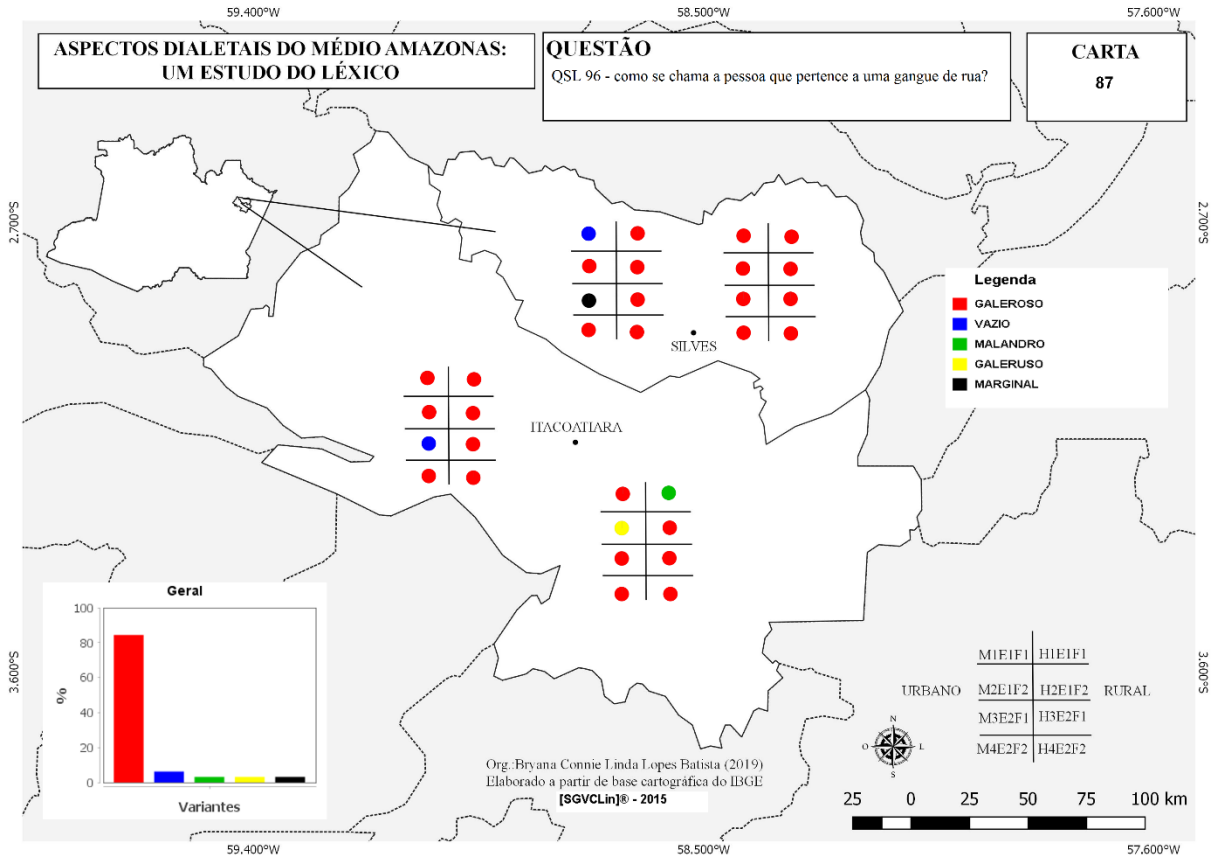 59.400°W 58.500°W 57.600°W
ASPECTOS DIALETAIS DO MÉDIO AMAZONAS:
UM ESTUDO DO LÉXICO
QUESTÃO
QSL 96 - como se chama a pessoa que pertence a uma gangue de rua?
CARTA
87
2.700°S
2.700°S
Legenda
GALEROSO
VAZIO
MALANDRO
GALERUSO
MARGINAL
SILVES
ITACOATIARA
Geral
100
80
60
40
20
0
%
Variantes
3.600°S
3.600°S
M1E1F1 H1E1F1
URBANO M2E1F2 H2E1F2 RURAL
M3E2F1 H3E2F1
M4E2F2 H4E2F2
N
O L
S
Org.:Bryana Connie Linda Lopes Batista (2019)
Elaborado a partir de base cartográfica do IBGE
[SGVCLin]® - 2015
25 0 25 50 75 100 km
59.400°W 58.500°W 57.600°W